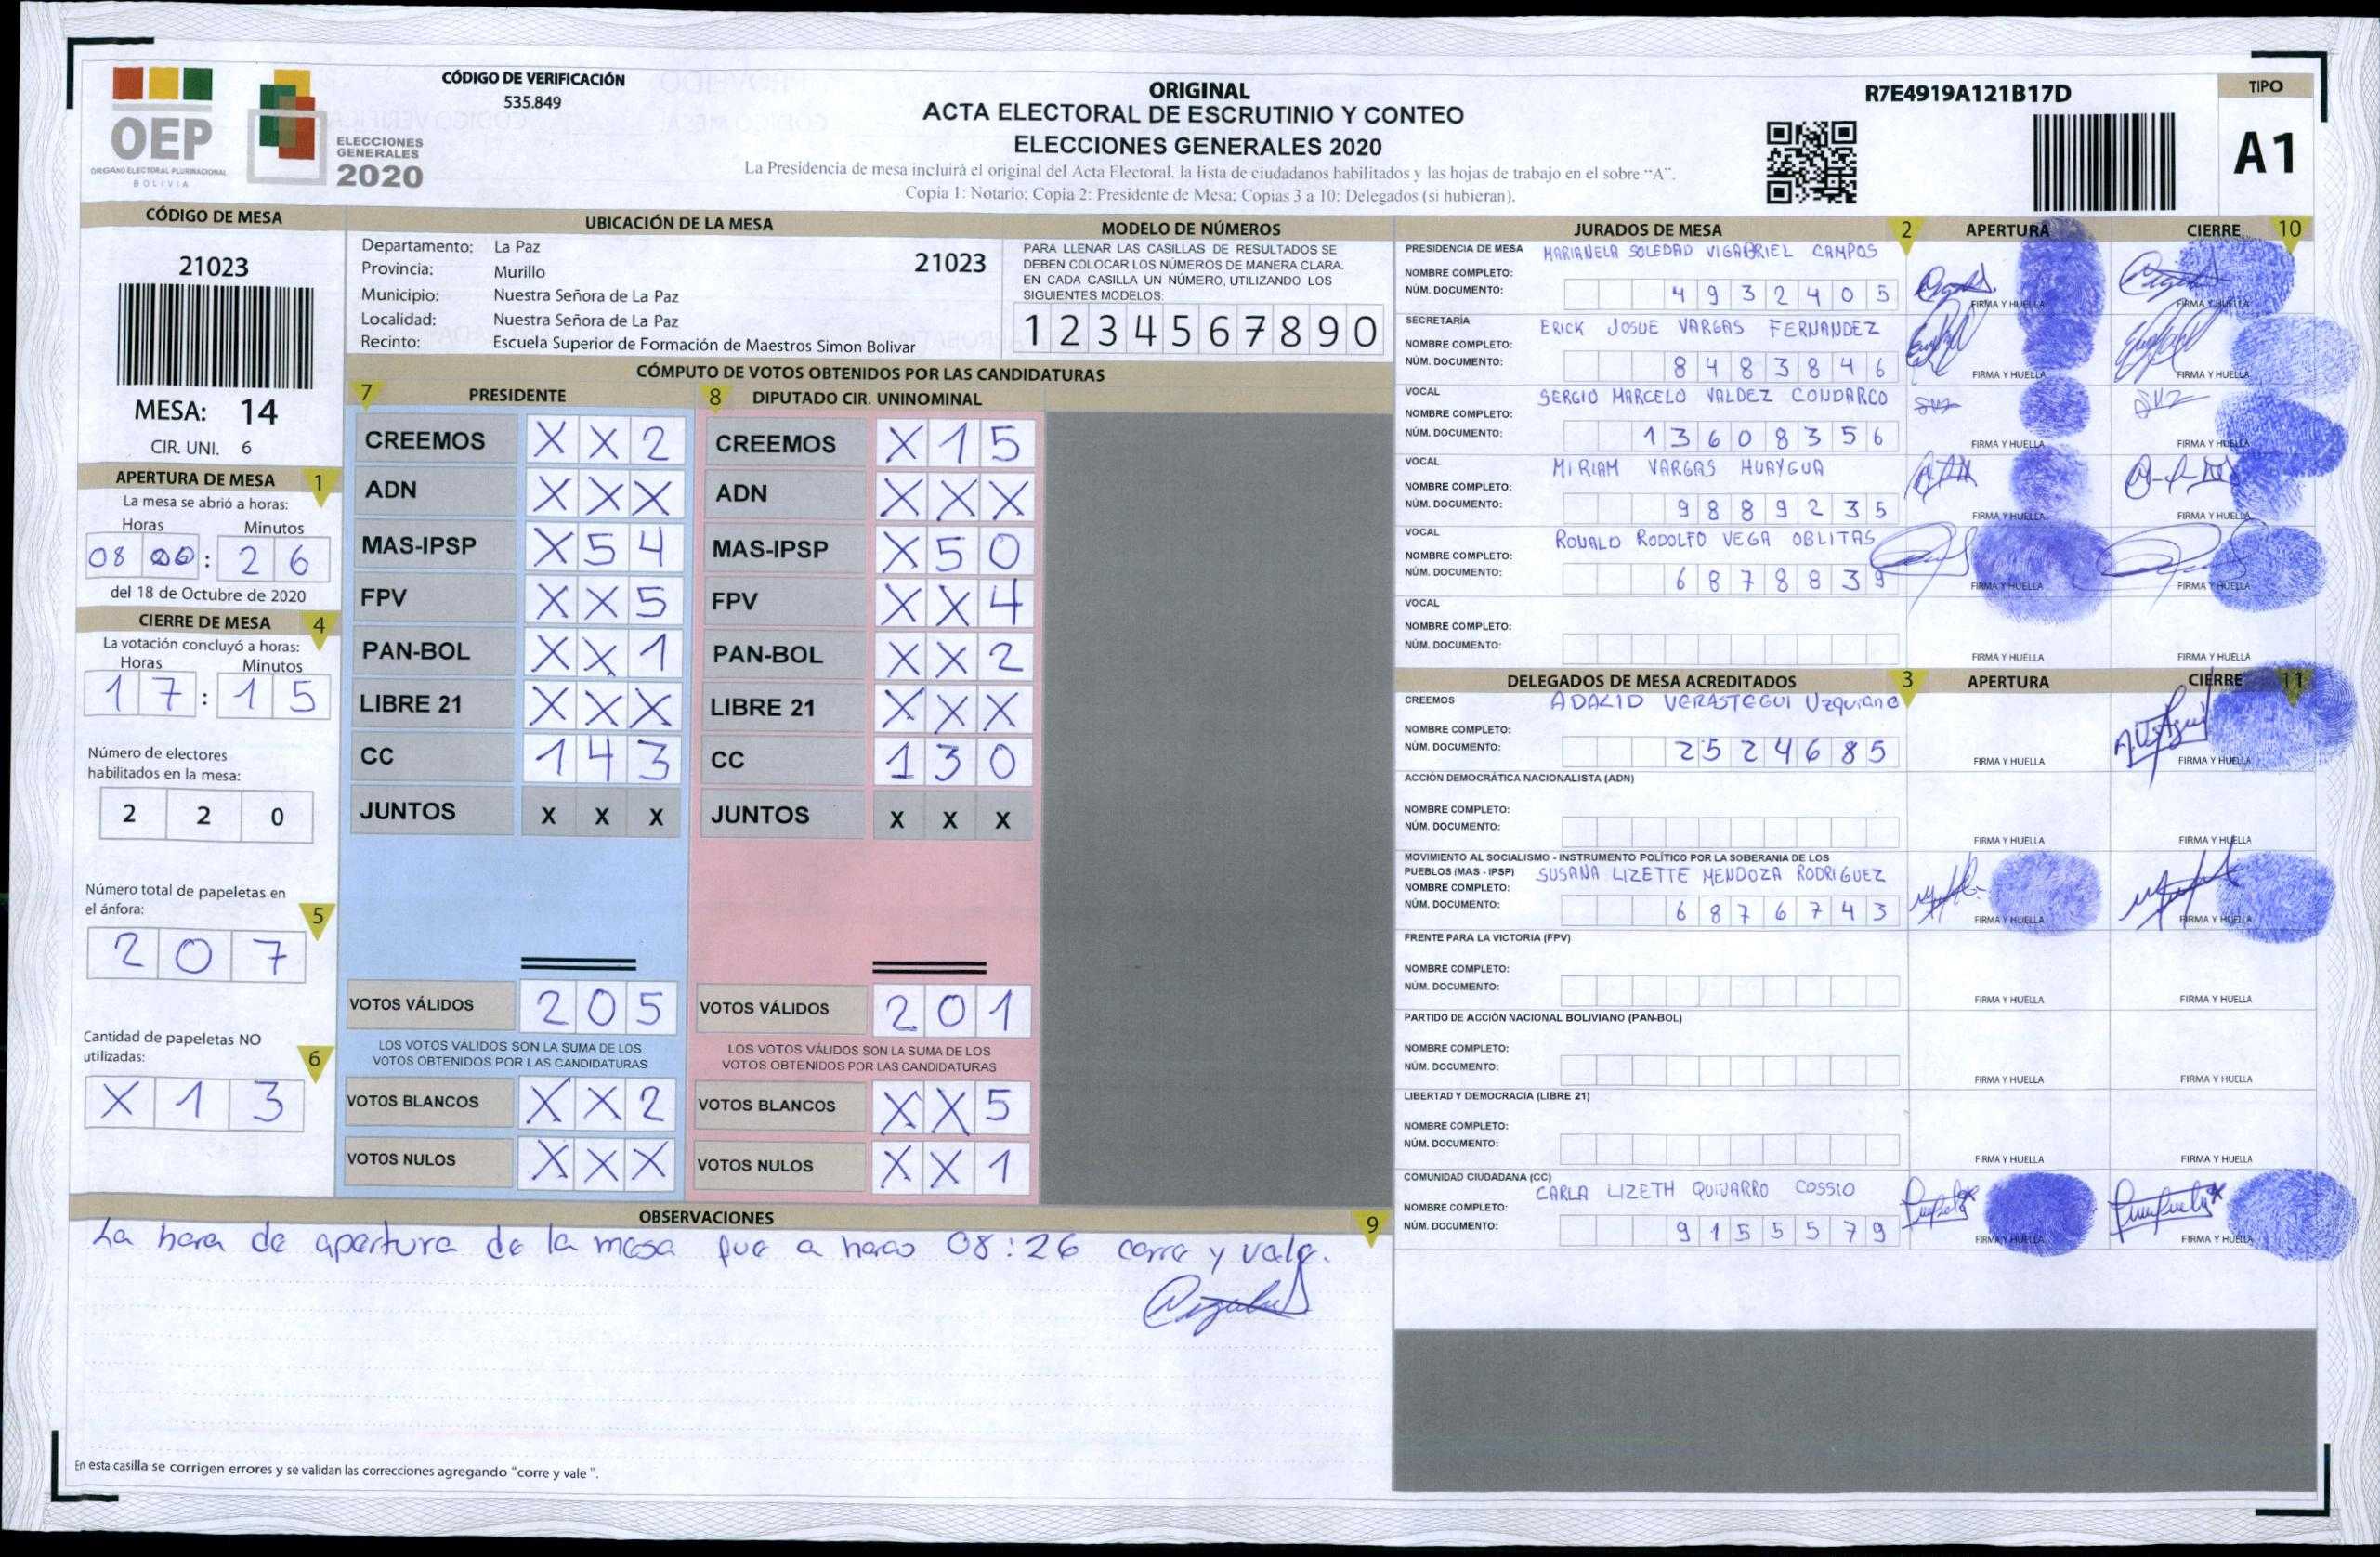 CÓDIGO DE VERIFICACIÓN
535.849
OEP
ÓRGANO ELECTORAL PLURINACIONAL
BOLIVIA
ELECCIONES
GENERALES
2020
ORIGINAL
ACTA ELECTORAL DE ESCRUTINIO Y CONTEO
ELECCIONES GENERALES 2020
La Presidencia de mesa incluirá el original del Acta Electoral, la lista de ciudadanos habilitados y las hojas de trabajo en el sobre “A”.
Copia 1: Notario; Copia 2: Presidente de Mesa; Copias 3 a 10: Delegados (si hubieran).
R7E4919A121B17D
TIPO
A1
CÓDIGO DE MESA
21023
MESA: 14
CIR. UNI. 6
APERTURA DE MESA 1
La mesa se abrió a horas:
Horas Minutos
08 : 26
del 18 de Octubre de 2020
CIERRE DE MESA 4
La votación concluyó a horas:
Horas Minutos
17 : 15
Número de electores
habilitados en la mesa:
2 2 0
Número total de papeletas en
el ánfora: 5
2 0 7
Cantidad de papeletas NO
utilizadas: 6
X 1 3
UBICACIÓN DE LA MESA
Departamento: La Paz
21023
Provincia: Murillo
Municipio: Nuestra Señora de La Paz
Localidad: Nuestra Señora de La Paz
Recinto: Escuela Superior de Formación de Maestros Simon Bolivar
MODELO DE NÚMEROS
PARA LLENAR LAS CASILLAS DE RESULTADOS SE
DEBEN COLOCAR LOS NÚMEROS DE MANERA CLARA.
EN CADA CASILLA UN NÚMERO, UTILIZANDO LOS
SIGUIENTES MODELOS:
1 2 3 4 5 6 7 8 9 0
CÓMPUTO DE VOTOS OBTENIDOS POR LAS CANDIDATURAS
7 PRESIDENTE
CREEMOS X X 2
ADN X X X
MAS-IPSP X 5 4
FPV X X 5
PAN-BOL X X 1
LIBRE 21 X X X
CC 1 4 3
JUNTOS X X X
VOTOS VÁLIDOS 2 0 5
LOS VOTOS VÁLIDOS SON LA SUMA DE LOS
VOTOS OBTENIDOS POR LAS CANDIDATURAS
VOTOS BLANCOS X X 2
VOTOS NULOS X X X
8 DIPUTADO CIR. UNINOMINAL
CREEMOS X 1 5
ADN X X X
MAS-IPSP X 5 0
FPV X X 4
PAN-BOL X X 2
LIBRE 21 X X X
CC 1 3 0
JUNTOS X X X
VOTOS VÁLIDOS 2 0 1
LOS VOTOS VÁLIDOS SON LA SUMA DE LOS
VOTOS OBTENIDOS POR LAS CANDIDATURAS
VOTOS BLANCOS X X 5
VOTOS NULOS X X 1
OBSERVACIONES 9
La hora de apertura de la mesa fue a horas 08:26 corre y vale.
En esta casilla se corrigen errores y se validan las correcciones agregando “corre y vale”.
JURADOS DE MESA 2 APERTURA CIERRE 10
PRESIDENCIA DE MESA MARIANELA SOLEDAD VIGABRIEL CAMPOS
NOMBRE COMPLETO:
NÚM. DOCUMENTO: 4 9 3 2 4 0 5 FIRMA Y HUELLA FIRMA Y HUELLA
SECRETARÍA ERICK JOSUE VARGAS FERNANDEZ
NOMBRE COMPLETO:
NÚM. DOCUMENTO: 8 4 8 3 8 4 6 FIRMA Y HUELLA FIRMA Y HUELLA
VOCAL SERGIO MARCELO VALDEZ CONDARCO
NOMBRE COMPLETO:
NÚM. DOCUMENTO: 1 3 6 0 8 3 5 6 FIRMA Y HUELLA FIRMA Y HUELLA
VOCAL MIRIAM VARGAS HUAYGUA
NOMBRE COMPLETO:
NÚM. DOCUMENTO: 9 8 8 9 2 3 5 FIRMA Y HUELLA FIRMA Y HUELLA
VOCAL RONALD RODOLFO VEGA OBLITAS
NOMBRE COMPLETO:
NÚM. DOCUMENTO: 6 8 7 8 8 3 9 FIRMA Y HUELLA FIRMA Y HUELLA
VOCAL
NOMBRE COMPLETO:
NÚM. DOCUMENTO: FIRMA Y HUELLA FIRMA Y HUELLA
DELEGADOS DE MESA ACREDITADOS 3 APERTURA CIERRE 11
CREEMOS ADALID VERASTEGUI Uzquiano
NOMBRE COMPLETO:
NÚM. DOCUMENTO: 2 5 2 4 6 8 5 FIRMA Y HUELLA FIRMA Y HUELLA
ACCIÓN DEMOCRÁTICA NACIONALISTA (ADN)
NOMBRE COMPLETO:
NÚM. DOCUMENTO: FIRMA Y HUELLA FIRMA Y HUELLA
MOVIMIENTO AL SOCIALISMO - INSTRUMENTO POLÍTICO POR LA SOBERANIA DE LOS
PUEBLOS (MAS - IPSP) SUSANA LIZETTE MENDOZA RODRIGUEZ
NOMBRE COMPLETO:
NÚM. DOCUMENTO: 6 8 7 6 7 4 3 FIRMA Y HUELLA FIRMA Y HUELLA
FRENTE PARA LA VICTORIA (FPV)
NOMBRE COMPLETO:
NÚM. DOCUMENTO: FIRMA Y HUELLA FIRMA Y HUELLA
PARTIDO DE ACCIÓN NACIONAL BOLIVIANO (PAN-BOL)
NOMBRE COMPLETO:
NÚM. DOCUMENTO: FIRMA Y HUELLA FIRMA Y HUELLA
LIBERTAD Y DEMOCRACIA (LIBRE 21)
NOMBRE COMPLETO:
NÚM. DOCUMENTO: FIRMA Y HUELLA FIRMA Y HUELLA
COMUNIDAD CIUDADANA (CC) CARLA LIZETH QUIJARRO COSSIO
NOMBRE COMPLETO:
NÚM. DOCUMENTO: 9 1 5 5 5 7 9 FIRMA Y HUELLA FIRMA Y HUELLA